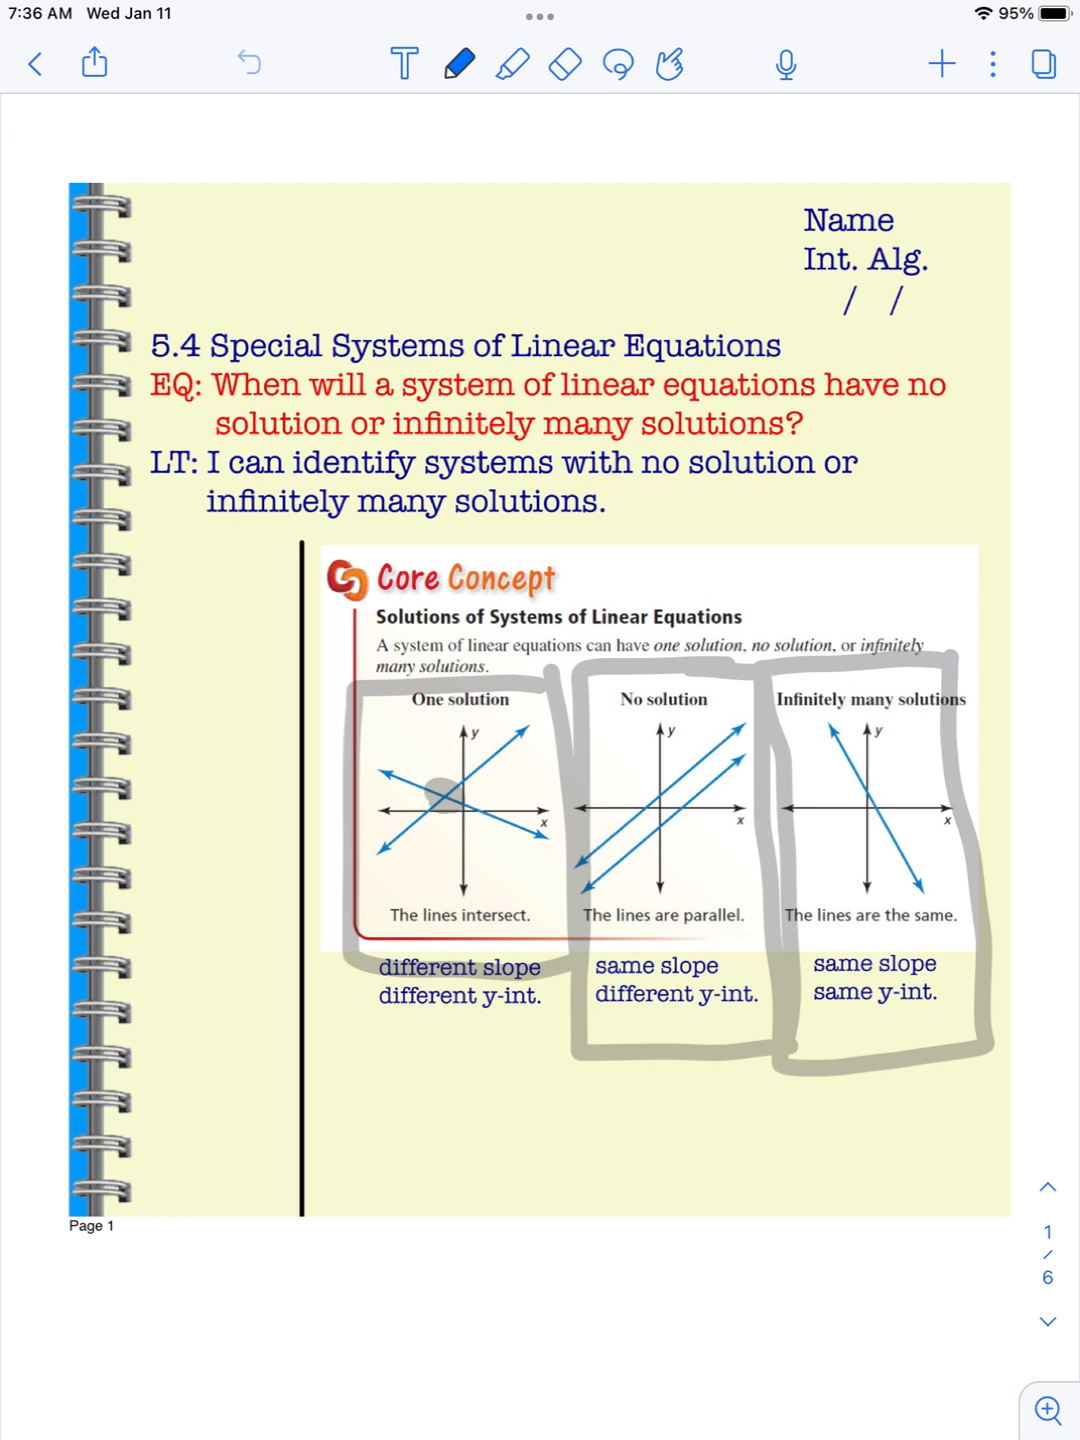 7:36 AM Wed Jan 11
95%
T
Name
Int. Alg.
/ /
5.4 Special Systems of Linear Equations
EQ: When will a system of linear equations have no
solution or infinitely many solutions?
LT: I can identify systems with no solution or
infinitely many solutions.
Core Concept
Solutions of Systems of Linear Equations
A system of linear equations can have one solution, no solution, or infinitely
many solutions.
One solution No solution Infinitely many solutions
y y y
x x x
The lines intersect. The lines are parallel. The lines are the same.
different slope same slope same slope
different y-int. different y-int. same y-int.
Page 1
1
/
6